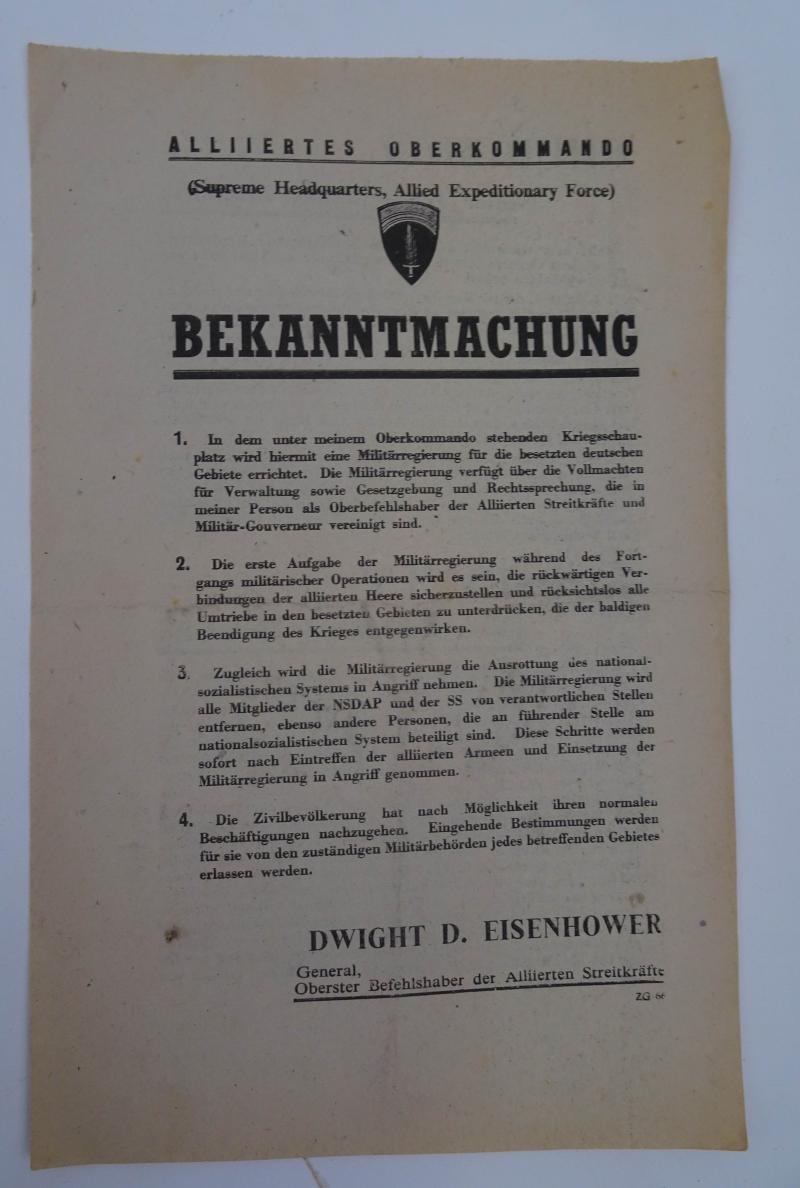 ALLIIERTES OBERKOMMANDO
(Supreme Headquarters, Allied Expeditionary Force)
BEKANNTMACHUNG
1. In dem unter meinem Oberkommando stehenden Kriegsschau-
platz wird hiermit eine Militärregierung für die besetzten deutschen
Gebiete errichtet. Die Militärregierung verfügt über die Vollmachten
für Verwaltung sowie Gesetzgebung und Rechtssprechung, die in
meiner Person als Oberbefehlshaber der Alliierten Streitkräfte und
Militär-Gouverneur vereinigt sind.
2. Die erste Aufgabe der Militärregierung während des Fort-
gangs militärischer Operationen wird es sein, die rückwärtigen Ver-
bindungen der alliierten Heere sicherzustellen und rücksichtslos alle
Umtriebe in den besetzten Gebieten zu unterdrücken, die der baldigen
Beendigung des Krieges entgegenwirken.
3. Zugleich wird die Militärregierung die Ausrottung des national-
sozialistischen Systems in Angriff nehmen. Die Militärregierung wird
alle Mitglieder der NSDAP und der SS von verantwortlichen Stellen
entfernen, ebenso andere Personen, die an führender Stelle am
nationalsozialistischen System beteiligt sind. Diese Schritte werden
sofort nach Eintreffen der alliierten Armeen und Einsetzung der
Militärregierung in Angriff genommen.
4. Die Zivilbevölkerung hat nach Möglichkeit ihren normalen
Beschäftigungen nachzugehen. Eingehende Bestimmungen werden
für sie von den zuständigen Militärbehörden jedes betreffenden Gebietes
erlassen werden.
DWIGHT D. EISENHOWER
General,
Oberster Befehlshaber der Alliierten Streitkräfte
ZG